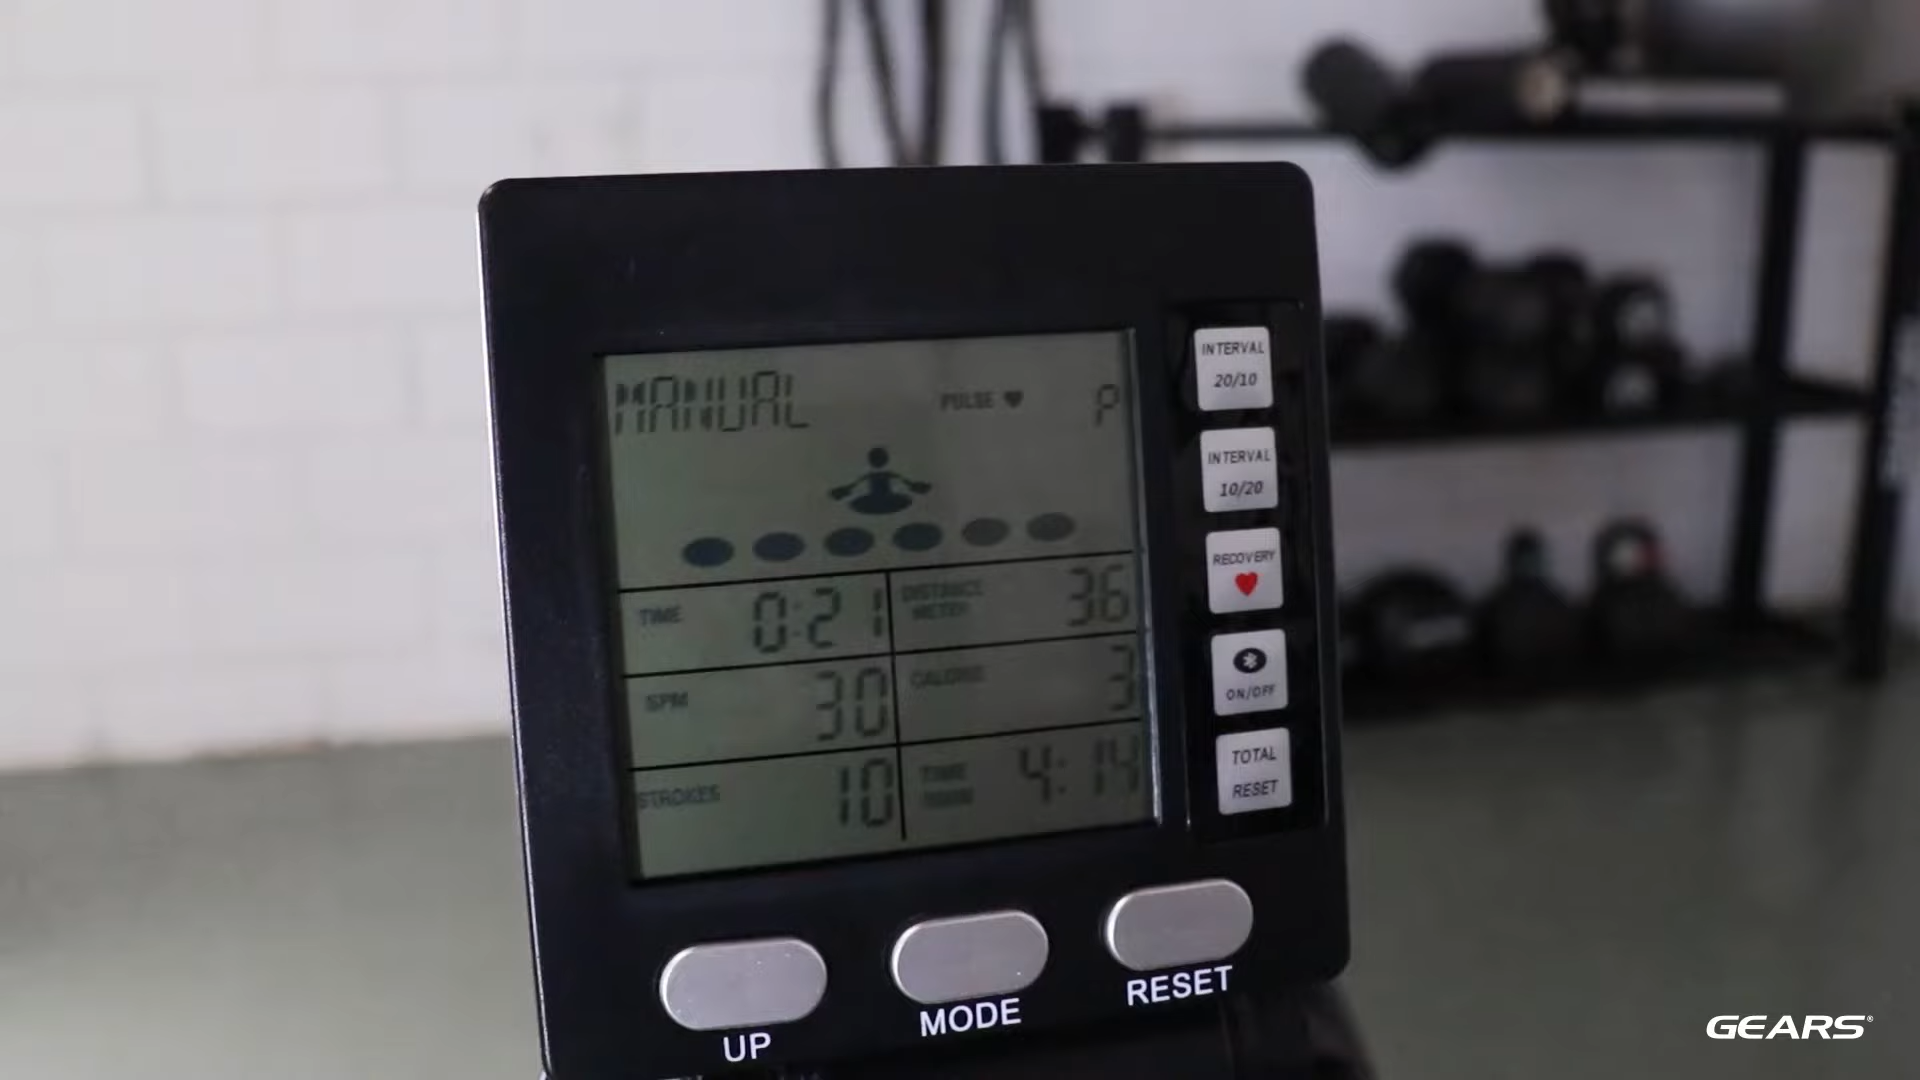 MANUAL
PULSE ♥ P
TIME 0:21
DISTANCE
METER
36
SPM 30
CALORIE 3
STROKES 10
TIME
4:14
INTERVAL
20/10
INTERVAL
10/20
RECOVERY
ON/OFF
TOTAL
RESET
UP
MODE
RESET
GEARS®